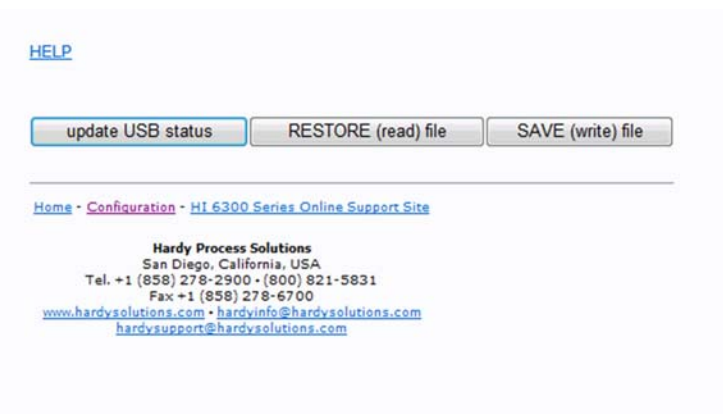 HELP
update USB status RESTORE (read) file SAVE (write) file
Home - Configuration - HI 6300 Series Online Support Site
Hardy Process Solutions
San Diego, California, USA
Tel. +1 (858) 278-2900 • (800) 821-5831
Fax +1 (858) 278-6700
www.hardysolutions.com • hardyinfo@hardysolutions.com
hardysupport@hardysolutions.com